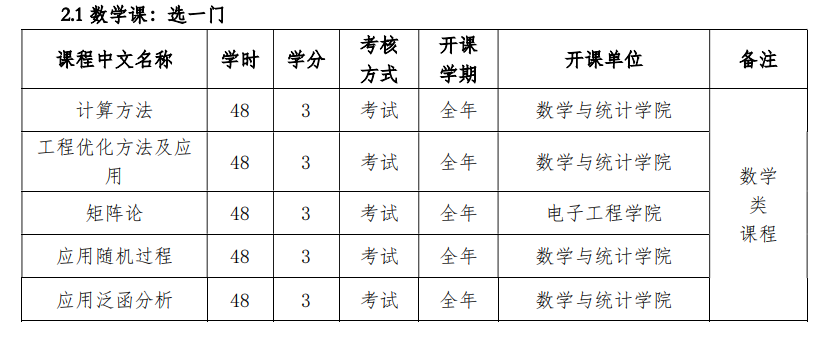 2.1 数学课：选一门
课程中文名称 学时 学分 考核方式 开课学期 开课单位 备注
计算方法 48 3 考试 全年 数学与统计学院 数学类课程
工程优化方法及应用 48 3 考试 全年 数学与统计学院
矩阵论 48 3 考试 全年 电子工程学院
应用随机过程 48 3 考试 全年 数学与统计学院
应用泛函分析 48 3 考试 全年 数学与统计学院